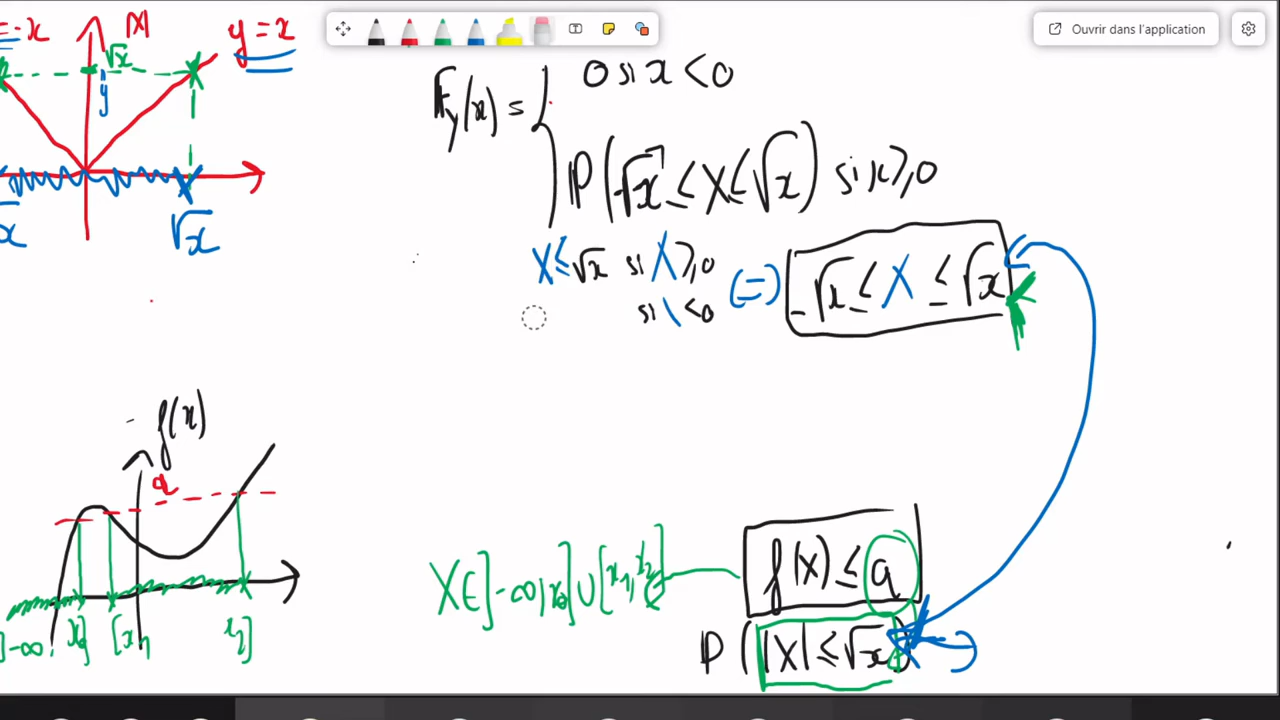 Ouvrir dans l'application
= -x |X| y = x
√x
y
√x
x
F_y(x) = { 0 si x < 0
P(-√x ≤ X ≤ √x) si x ≥ 0
X ≤ √x si X ≥ 0
si X < 0
(=) -√x ≤ X ≤ √x
f(x)
a
]-∞ x₀] [x₁ x₂]
X ∈ ]-∞, x₀] ∪ [x₁, x₂]
f(X) ≤ a
P(|X| ≤ √x)